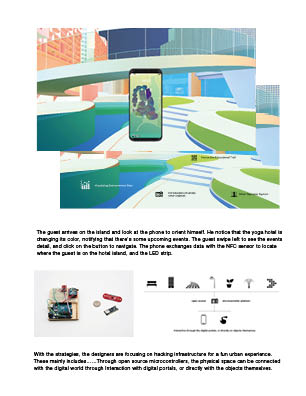 The guest arrives on the island and look at the phone to orient himself. He notice that the yoga hotel is
changing its color, notifying that there's some upcoming events. The guest swipe left to see the events
detail, and click on the button to navigate. The phone exchanges data with the NFC sensor to locate
where the guest is on the hotel island, and the LED strip.
With the strategies, the designers are focusing on hacking infrastructure for a fun urban experience.
These mainly includes......Through open source microcontrollers, the physical space can be connected
with the digital world through interaction with digital portals, or directly with the objects themselves.